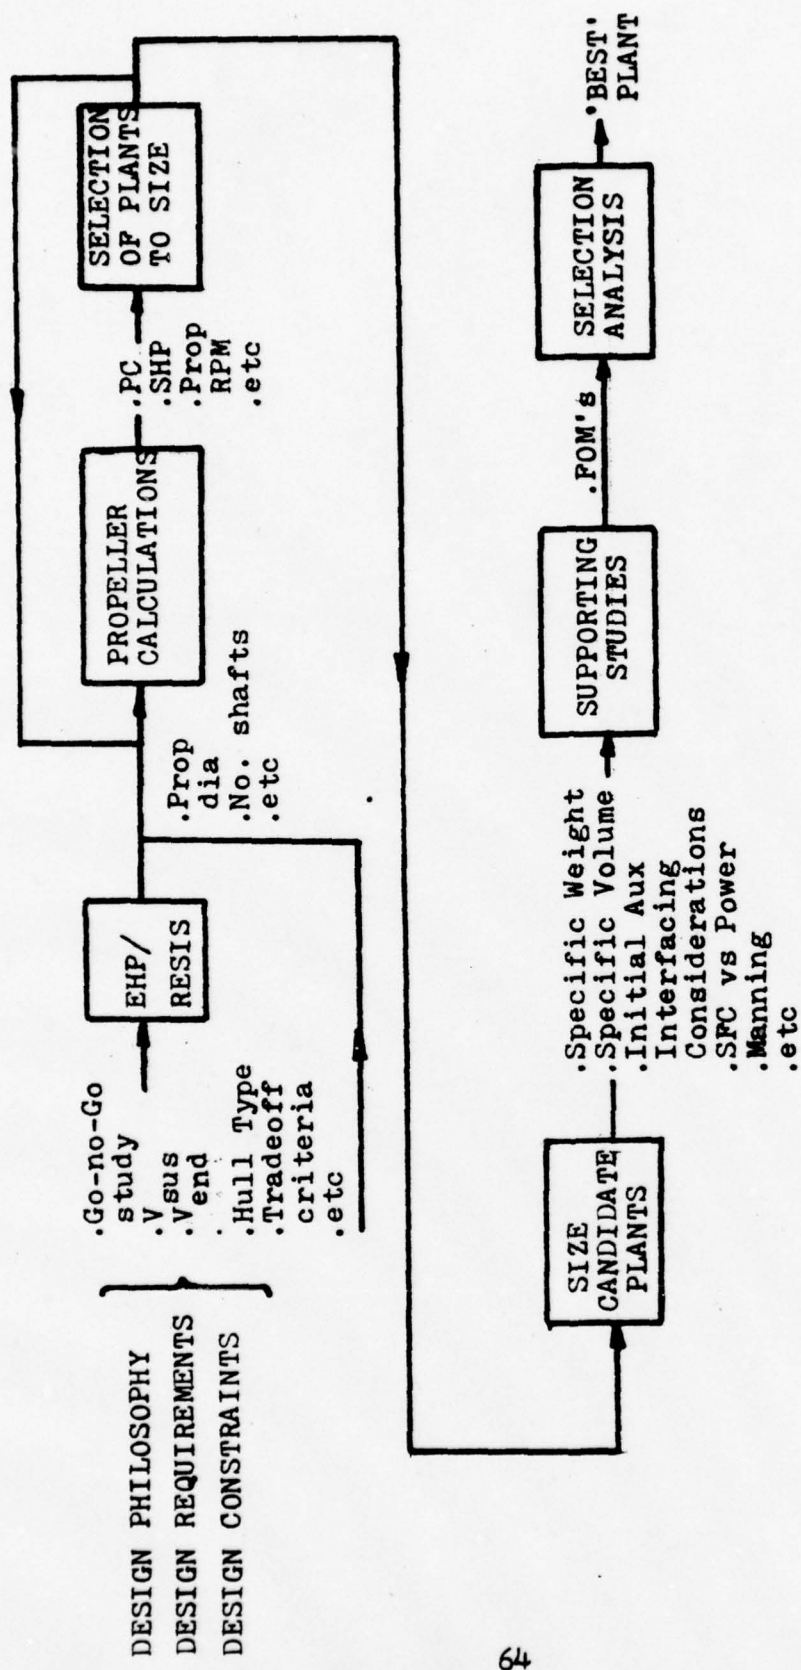 DESIGN PHILOSOPHY
DESIGN REQUIREMENTS
DESIGN CONSTRAINTS
.Go-no-Go
study
.Vsus
.Vend
.
.Hull Type
.Tradeoff
criteria
.etc
EHP/
RESIS
.Prop
dia
.No. shafts
.etc
PROPELLER
CALCULATIONS
.PC
.SHP
.Prop
RPM
.etc
SELECTION
OF PLANTS
TO SIZE
SIZE
CANDIDATE
PLANTS
.Specific Weight
.Specific Volume
.Initial Aux
Interfacing
Considerations
.SFC vs Power
.Manning
.etc
SUPPORTING
STUDIES
.FOM's
SELECTION
ANALYSIS
'BEST'
PLANT
64